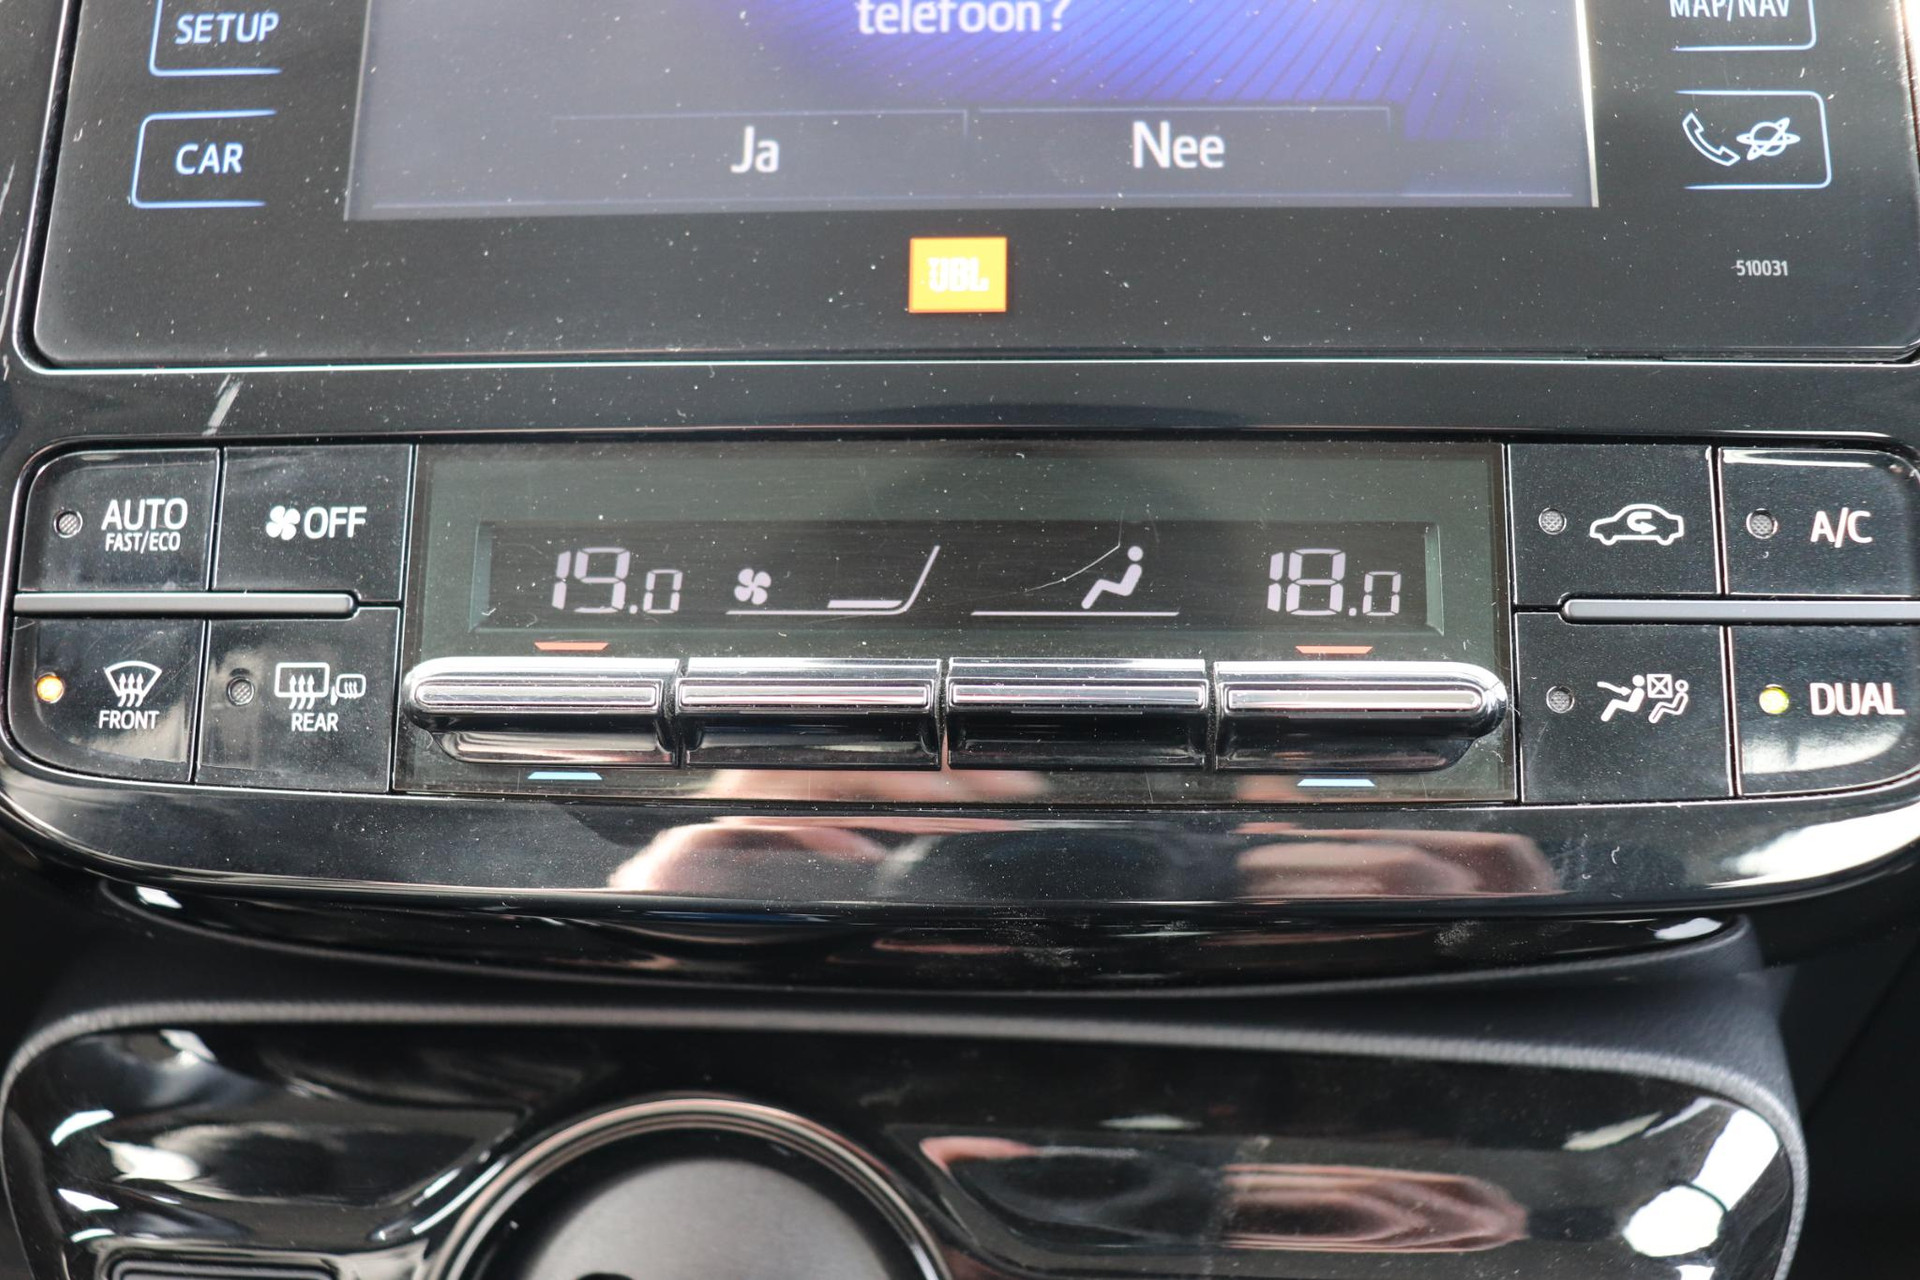 telefoon?
SETUP
MAP/NAV
CAR
Ja
Nee
JBL
510031
AUTO
FAST/ECO
OFF
19.0
18.0
A/C
FRONT
REAR
DUAL